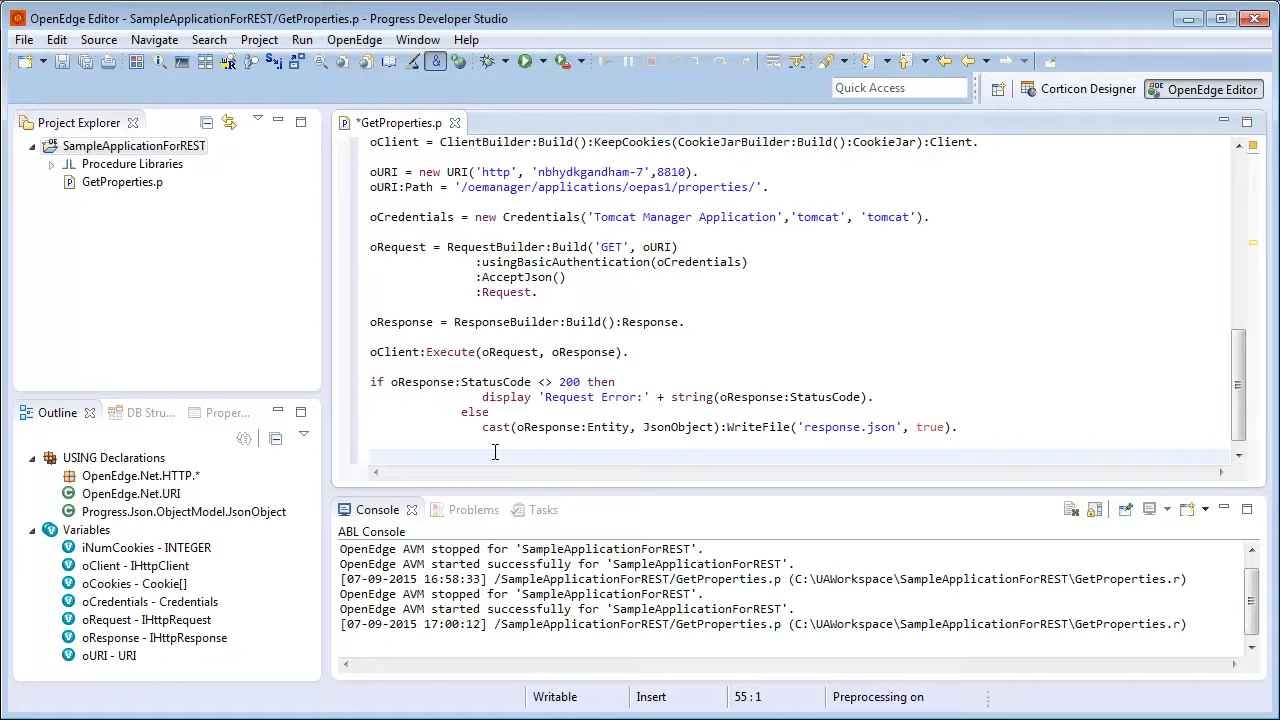 OpenEdge Editor - SampleApplicationForREST/GetProperties.p - Progress Developer Studio
File Edit Source Navigate Search Project Run OpenEdge Window Help
Quick Access
Corticon Designer
OpenEdge Editor
Project Explorer
SampleApplicationForREST
Procedure Libraries
GetProperties.p
*GetProperties.p
oClient = ClientBuilder:Build():KeepCookies(CookieJarBuilder:Build():CookieJar):Client.
oURI = new URI('http', 'nbhydkgandham-7',8810).
oURI:Path = '/oemanager/applications/oepas1/properties/'.
oCredentials = new Credentials('Tomcat Manager Application','tomcat', 'tomcat').
oRequest = RequestBuilder:Build('GET', oURI)
:usingBasicAuthentication(oCredentials)
:AcceptJson()
:Request.
oResponse = ResponseBuilder:Build():Response.
oClient:Execute(oRequest, oResponse).
if oResponse:StatusCode <> 200 then
display 'Request Error:' + string(oResponse:StatusCode).
else
cast(oResponse:Entity, JsonObject):WriteFile('response.json', true).
Outline
DB Stru...
Proper...
USING Declarations
OpenEdge.Net.HTTP.*
OpenEdge.Net.URI
Progress.Json.ObjectModel.JsonObject
Variables
iNumCookies - INTEGER
oClient - IHttpClient
oCookies - Cookie[]
oCredentials - Credentials
oRequest - IHttpRequest
oResponse - IHttpResponse
oURI - URI
Console
Problems
Tasks
ABL Console
OpenEdge AVM stopped for 'SampleApplicationForREST'.
OpenEdge AVM started successfully for 'SampleApplicationForREST'.
[07-09-2015 16:58:33] /SampleApplicationForREST/GetProperties.p (C:\UAWorkspace\SampleApplicationForREST\GetProperties.r)
OpenEdge AVM stopped for 'SampleApplicationForREST'.
OpenEdge AVM started successfully for 'SampleApplicationForREST'.
[07-09-2015 17:00:12] /SampleApplicationForREST/GetProperties.p (C:\UAWorkspace\SampleApplicationForREST\GetProperties.r)
Writable
Insert
55 : 1
Preprocessing on